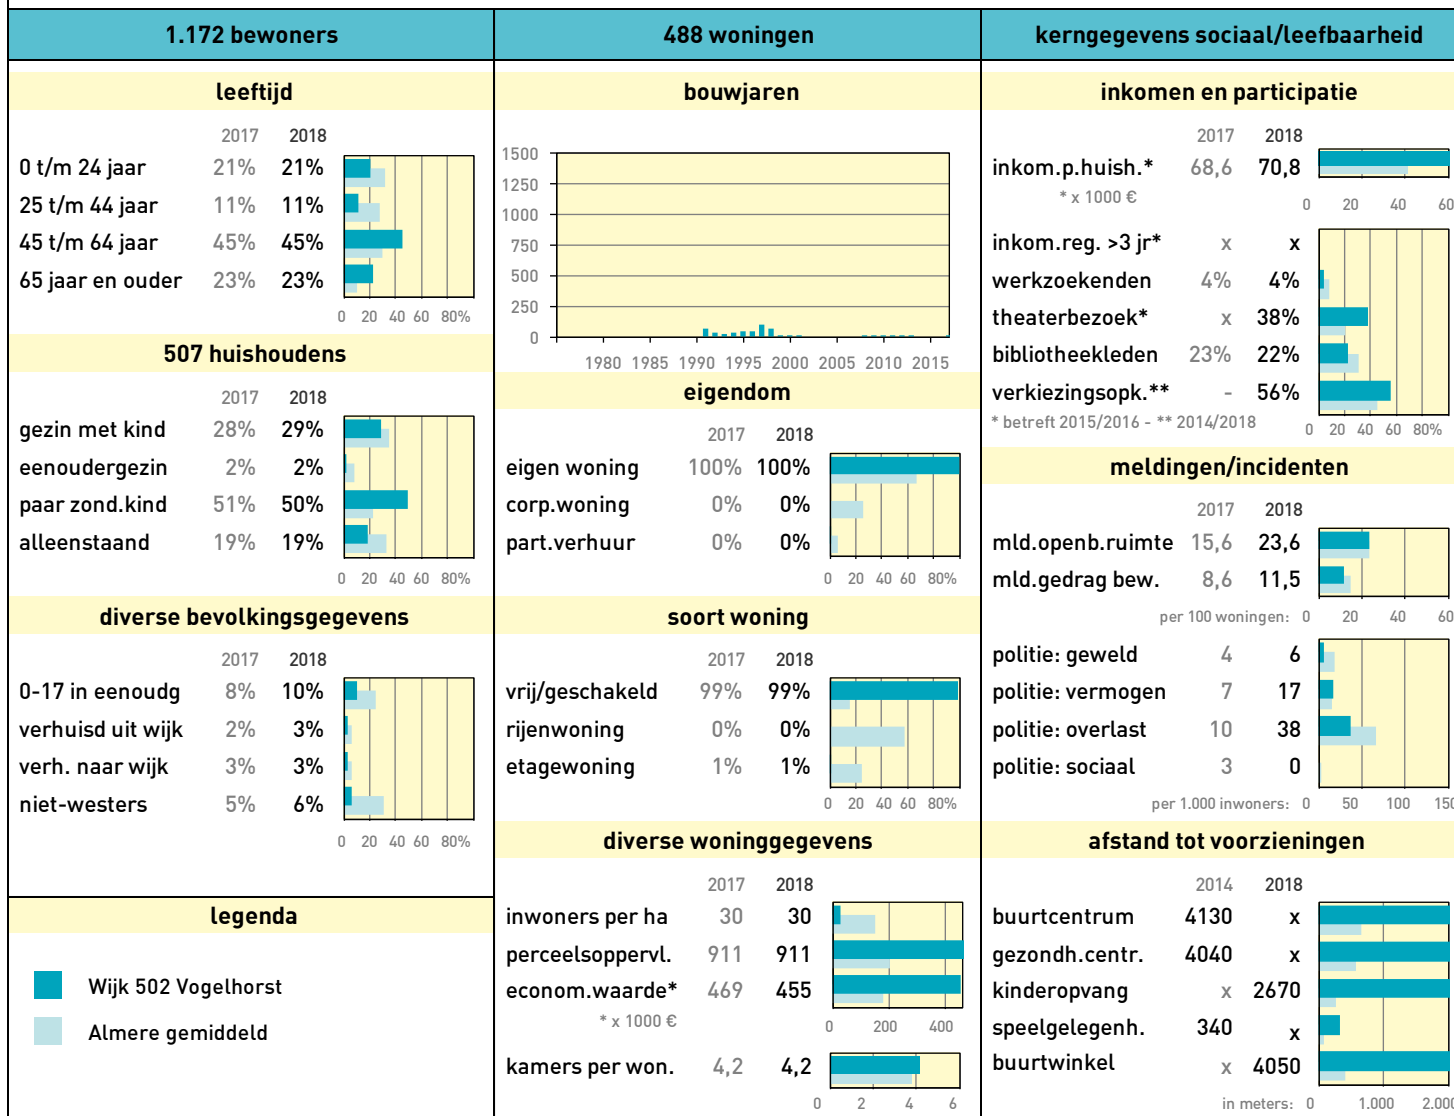 1.172 bewoners
leeftijd
2017 2018
0 t/m 24 jaar 21% 21%
25 t/m 44 jaar 11% 11%
45 t/m 64 jaar 45% 45%
65 jaar en ouder 23% 23%
0 20 40 60 80%
507 huishoudens
2017 2018
gezin met kind 28% 29%
eenoudergezin 2% 2%
paar zond.kind 51% 50%
alleenstaand 19% 19%
0 20 40 60 80%
diverse bevolkingsgegevens
2017 2018
0-17 in eenoudg 8% 10%
verhuisd uit wijk 2% 3%
verh. naar wijk 3% 3%
niet-westers 5% 6%
0 20 40 60 80%
legenda
Wijk 502 Vogelhorst
Almere gemiddeld
488 woningen
bouwjaren
1500
1250
1000
750
500
250
0
1980 1985 1990 1995 2000 2005 2010 2015
eigendom
2017 2018
eigen woning 100% 100%
corp.woning 0% 0%
part.verhuur 0% 0%
0 20 40 60 80%
soort woning
2017 2018
vrij/geschakeld 99% 99%
rijenwoning 0% 0%
etagewoning 1% 1%
0 20 40 60 80%
diverse woninggegevens
2017 2018
inwoners per ha 30 30
perceelsoppervl. 911 911
econom.waarde* 469 455
* x 1000 €
0 200 400
kamers per won. 4,2 4,2
0 2 4 6
kerngegevens sociaal/leefbaarheid
inkomen en participatie
2017 2018
inkom.p.huish.* 68,6 70,8
* x 1000 €
0 20 40 60
inkom.reg. >3 jr* x x
werkzoekenden 4% 4%
theaterbezoek* x 38%
bibliotheekleden 23% 22%
verkiezingsopk.** - 56%
* betreft 2015/2016 - ** 2014/2018
0 20 40 60 80%
meldingen/incidenten
2017 2018
mld.openb.ruimte 15,6 23,6
mld.gedrag bew. 8,6 11,5
per 100 woningen: 0 20 40 60
politie: geweld 4 6
politie: vermogen 7 17
politie: overlast 10 38
politie: sociaal 3 0
per 1.000 inwoners: 0 50 100 150
afstand tot voorzieningen
2014 2018
buurtcentrum 4130 x
gezondh.centr. 4040 x
kinderopvang x 2670
speelgelegenh. 340 x
buurtwinkel x 4050
in meters: 0 1.000 2.000